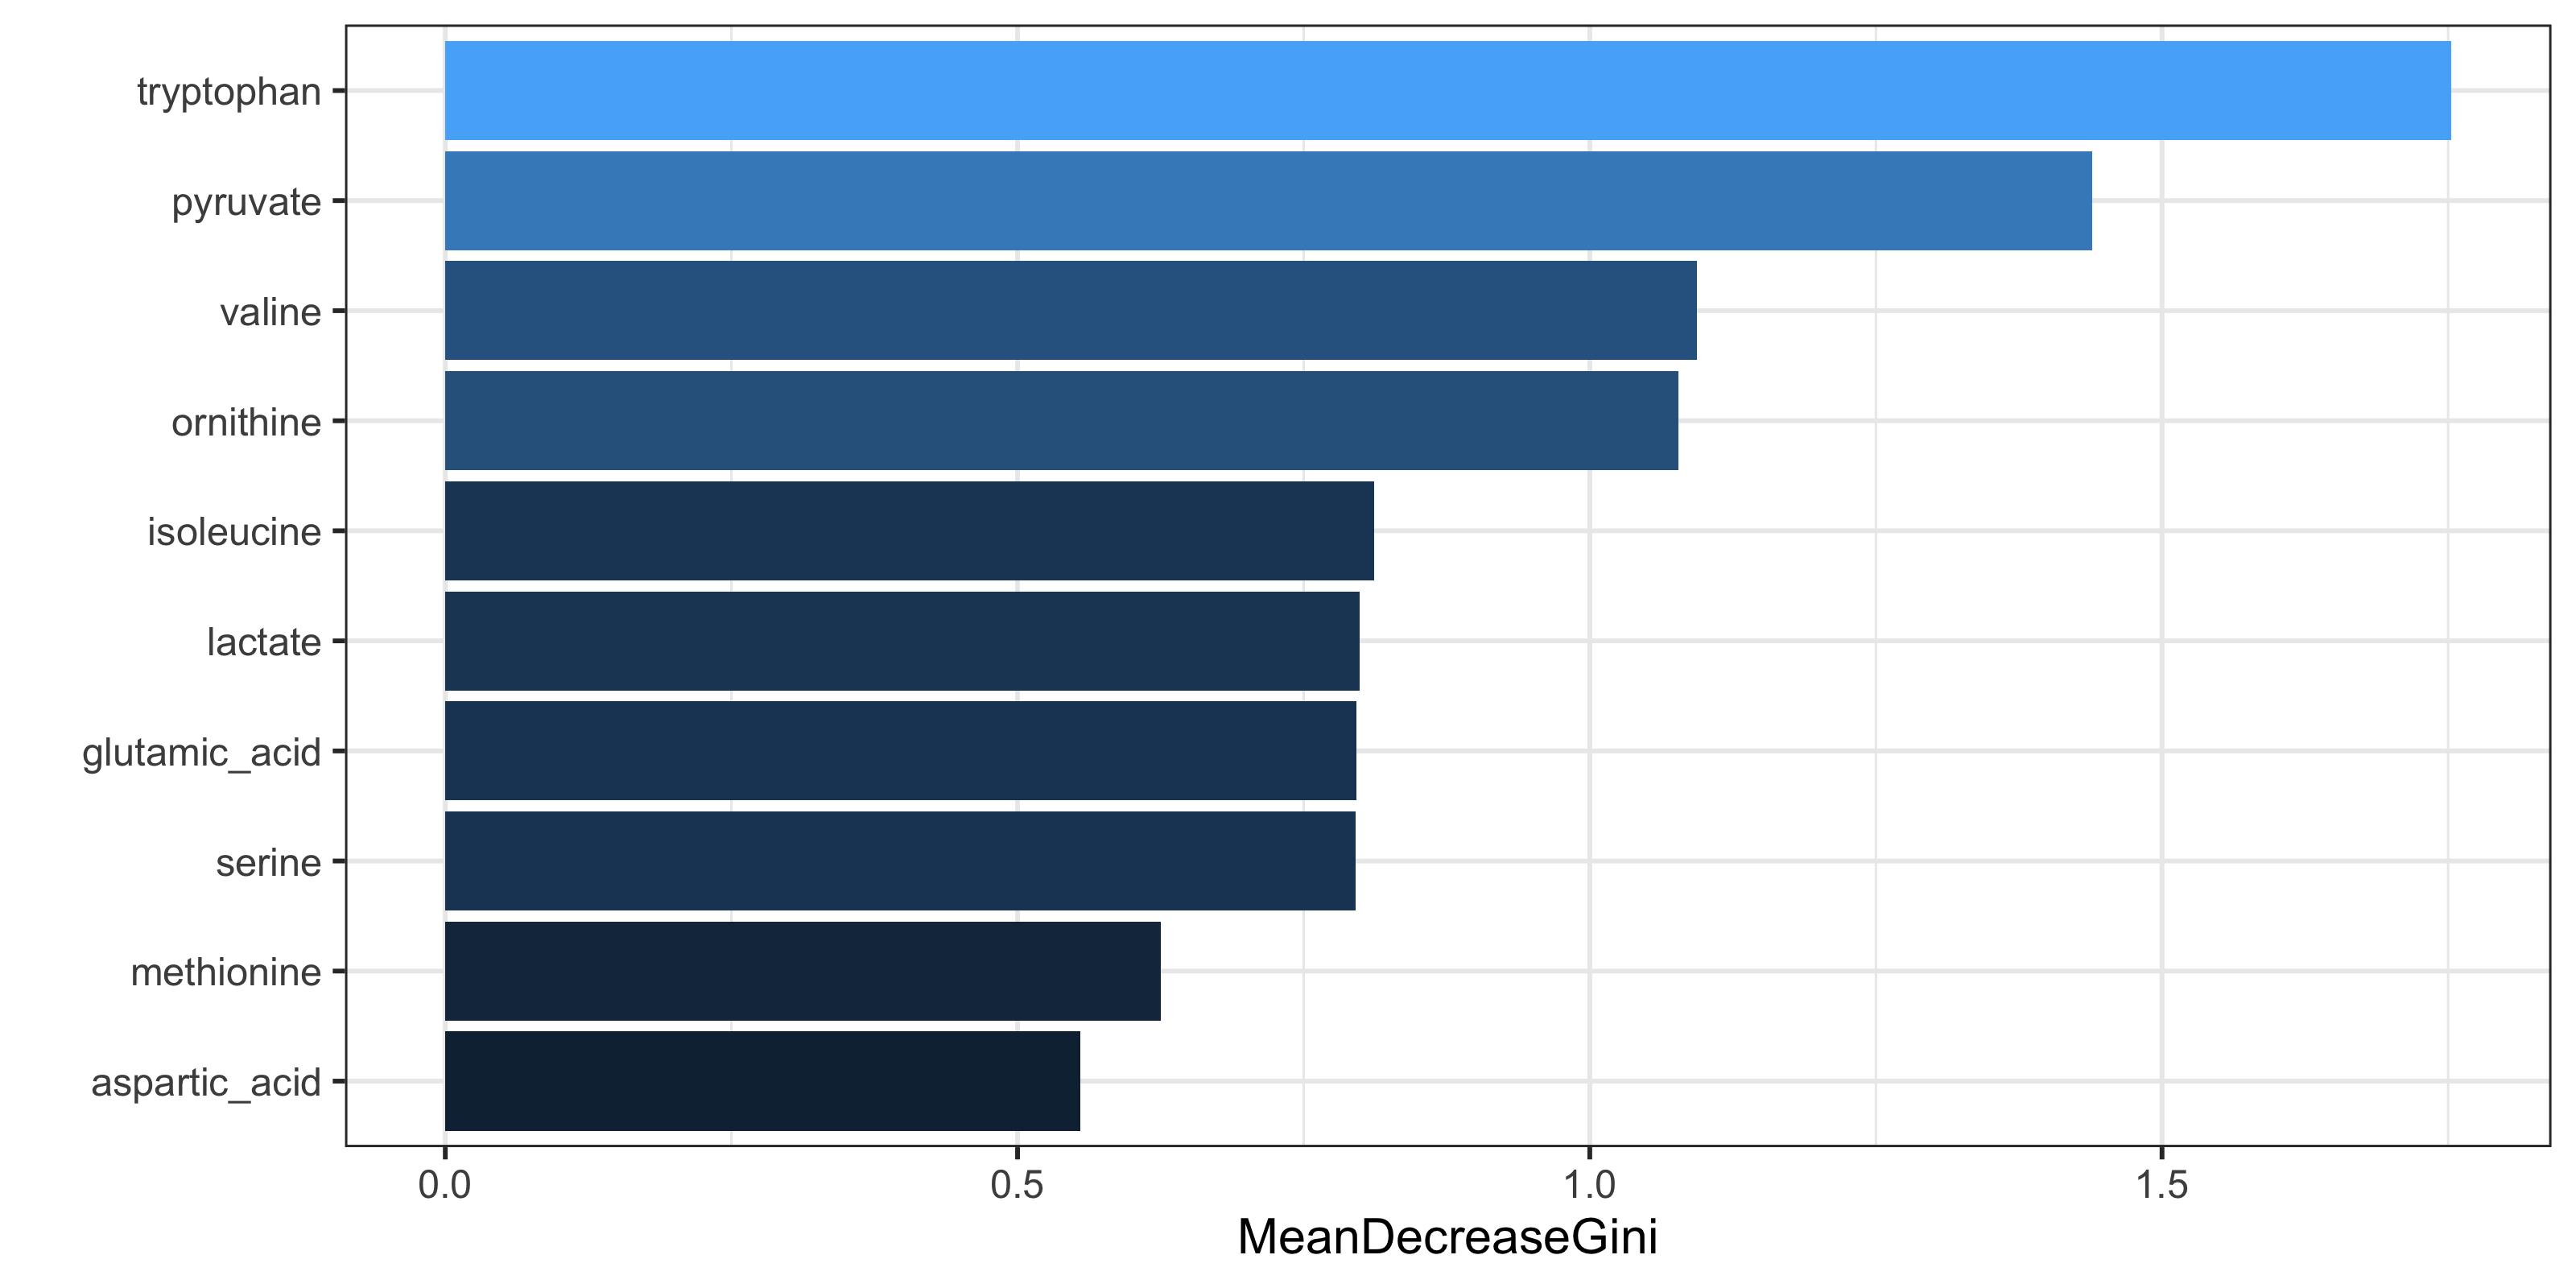 tryptophan
pyruvate
valine
ornithine
isoleucine
lactate
glutamic_acid
serine
methionine
aspartic_acid
0.0 0.5 1.0 1.5
MeanDecreaseGini